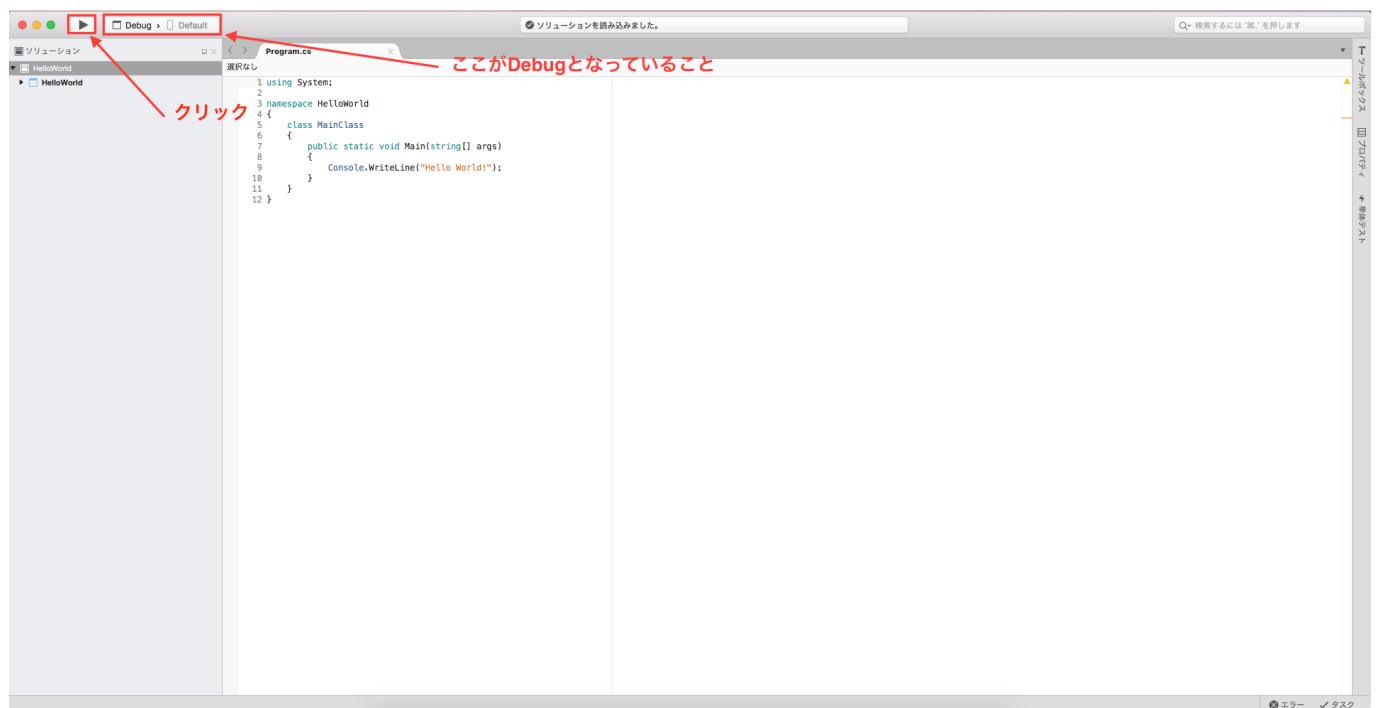 Debug › Default
ソリューションを読み込みました。
検索するには '⌘.' を押します
ソリューション
Program.cs
HelloWorld
HelloWorld
選択なし
ここがDebugとなっていること
クリック
1 using System;
2
3 namespace HelloWorld
4 {
5     class MainClass
6     {
7         public static void Main(string[] args)
8         {
9             Console.WriteLine("Hello World!");
10         }
11     }
12 }
ツールボックス
プロパティ
単体テスト
エラー
タスク